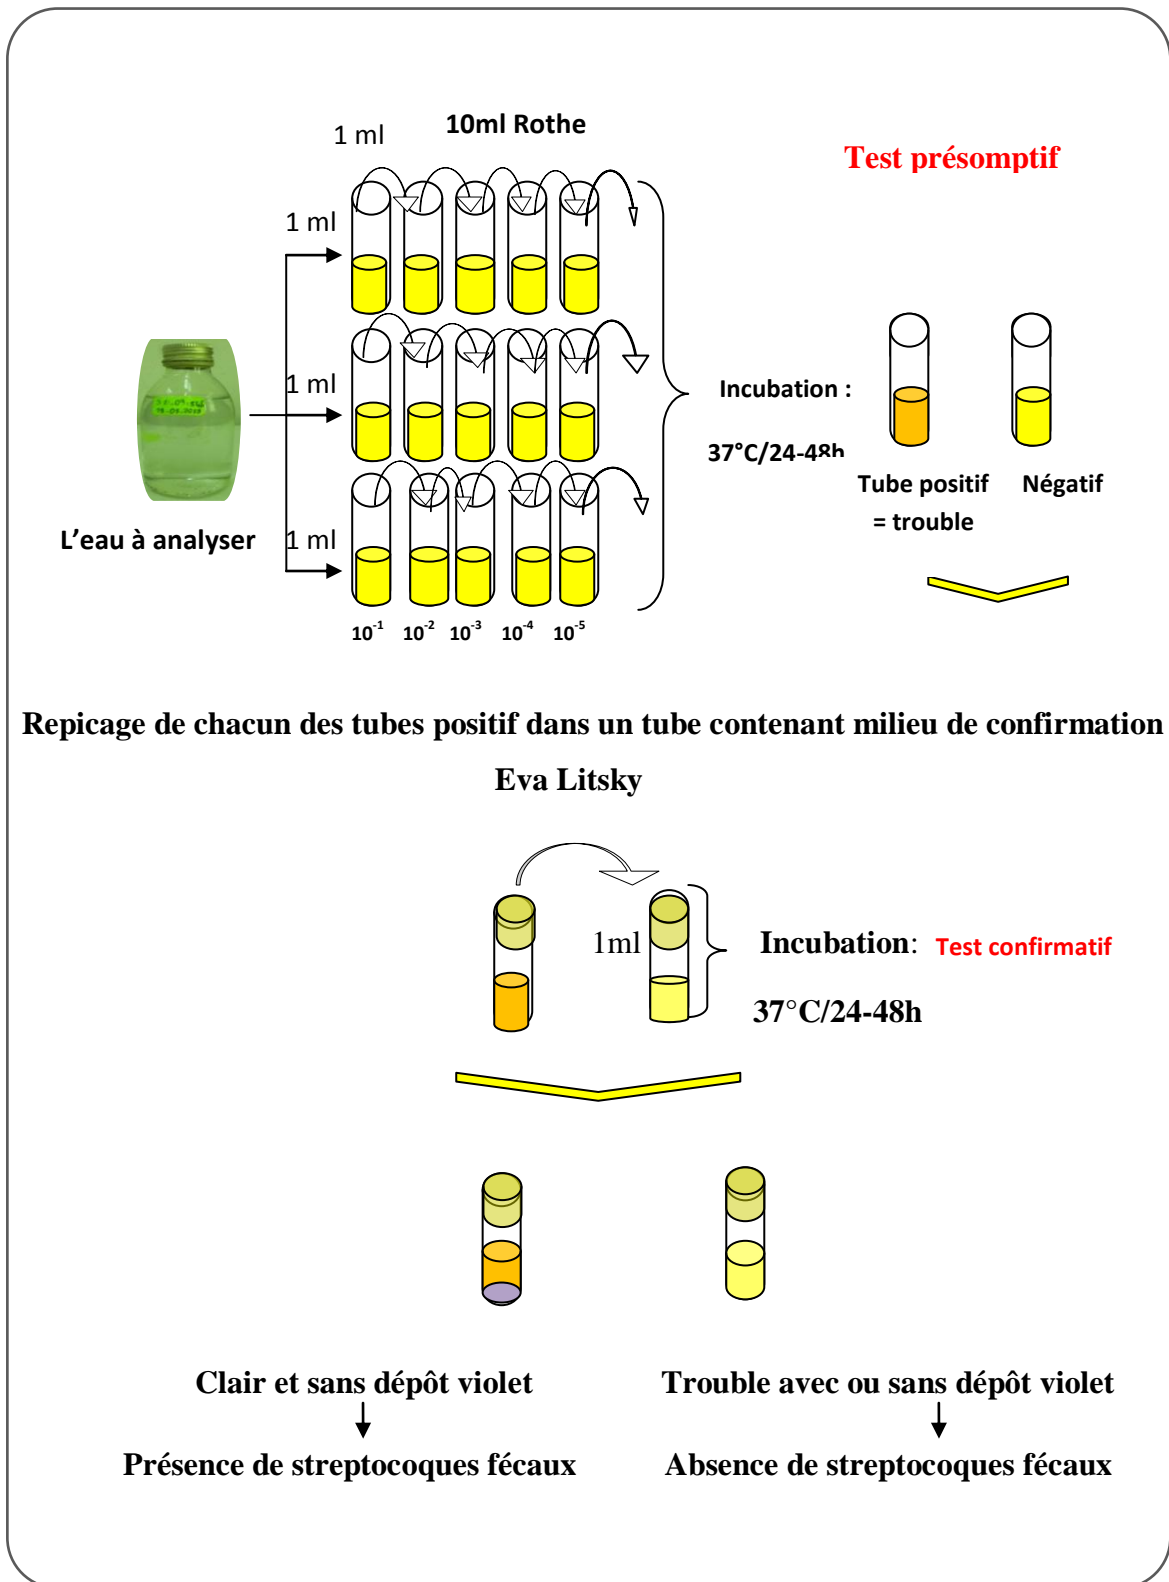 1 ml
10ml Rothe
Test présomptif
1 ml
1 ml
Incubation :
37°C/24-48h
Tube positif
= trouble
Négatif
L'eau à analyser
1 ml
10⁻¹ 10⁻² 10⁻³ 10⁻⁴ 10⁻⁵
Repicage de chacun des tubes positif dans un tube contenant milieu de confirmation
Eva Litsky
1ml
Incubation: Test confirmatif
37°C/24-48h
Clair et sans dépôt violet
Trouble avec ou sans dépôt violet
Présence de streptocoques fécaux
Absence de streptocoques fécaux